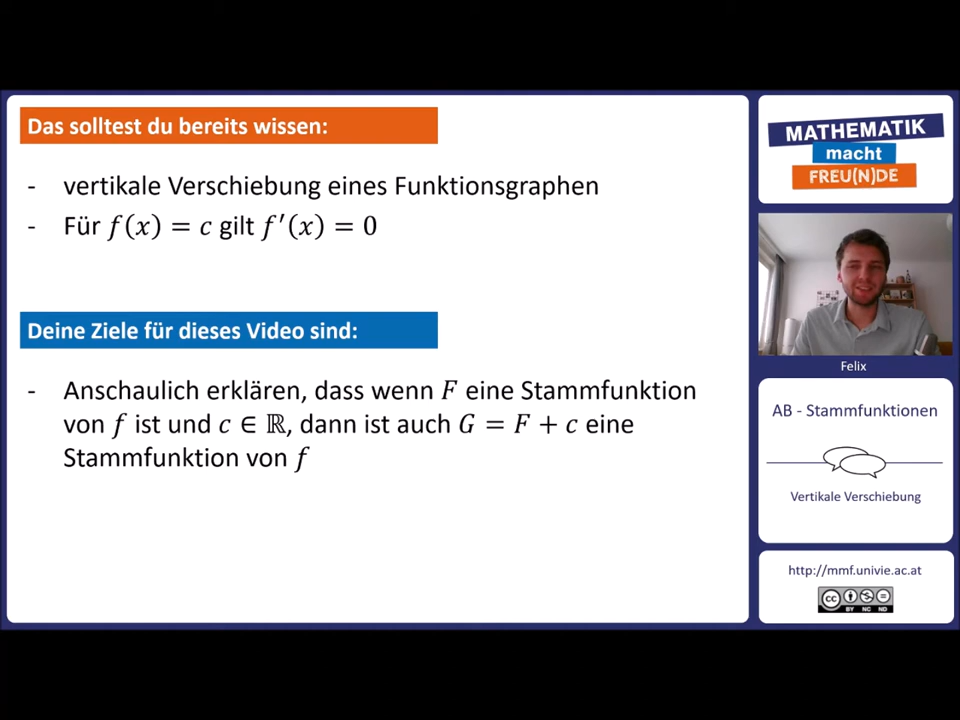 Das solltest du bereits wissen:
- vertikale Verschiebung eines Funktionsgraphen
- Für f(x) = c gilt f′(x) = 0
Deine Ziele für dieses Video sind:
- Anschaulich erklären, dass wenn F eine Stammfunktion
von f ist und c ∈ ℝ, dann ist auch G = F + c eine
Stammfunktion von f
MATHEMATIK
macht
FREU(N)DE
Felix
AB - Stammfunktionen
Vertikale Verschiebung
http://mmf.univie.ac.at
cc
BY NC ND